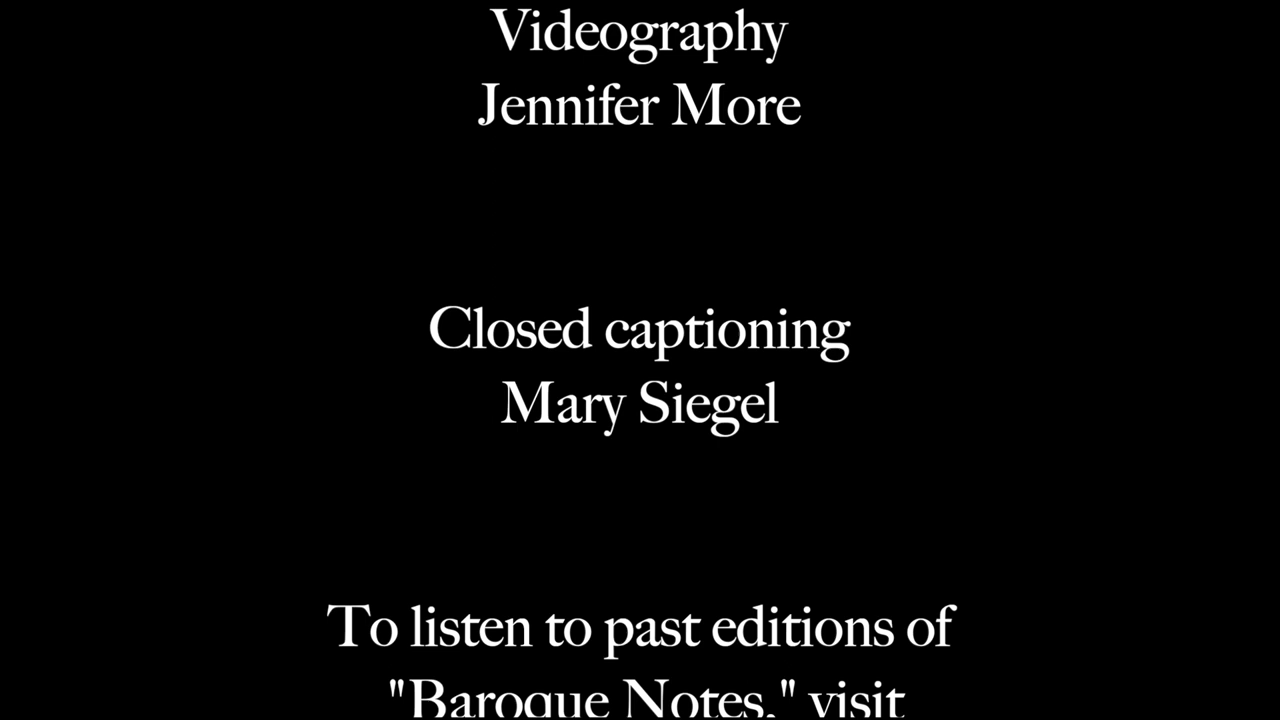 Videography
Jennifer More
Closed captioning
Mary Siegel
To listen to past editions of
"Baroque Notes," visit